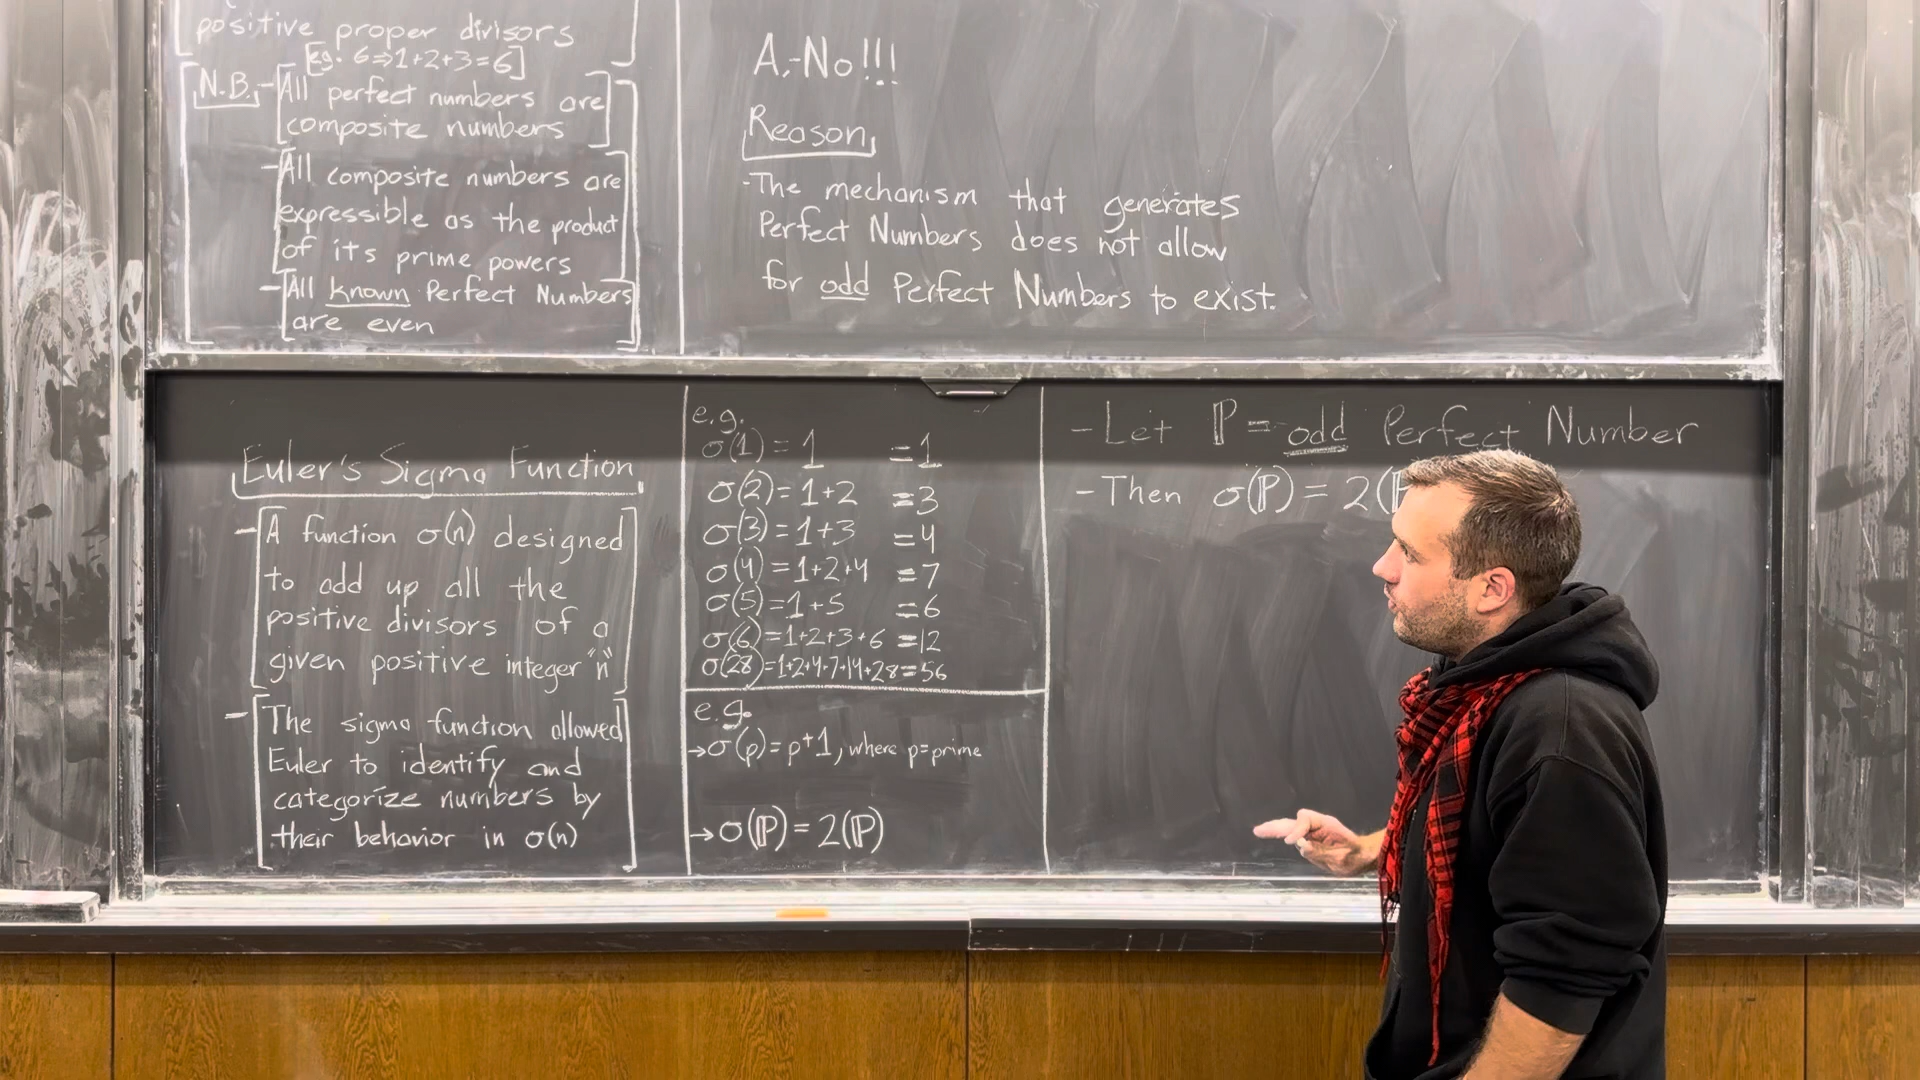 positive proper divisors
[eg. 6⇒1+2+3=6]
N.B. - All perfect numbers are
composite numbers
- All composite numbers are
expressible as the product
of it's prime powers
- All known Perfect Numbers
are even
A.-No!!!
Reason
-The mechanism that generates
Perfect Numbers does not allow
for odd Perfect Numbers to exist.
Euler's Sigma Function
- A function σ(n) designed
to add up all the
positive divisors of a
given positive integer "n"
- The sigma function allowed
Euler to identify and
categorize numbers by
their behavior in σ(n)
e.g.
σ(1) = 1 = 1
σ(2) = 1+2 = 3
σ(3) = 1+3 = 4
σ(4) = 1+2+4 = 7
σ(5) = 1+5 = 6
σ(6) = 1+2+3+6 = 12
σ(28) = 1+2+4+7+14+28 = 56
e.g.
→σ(p) = p+1, where p=prime
→σ(ℙ) = 2(ℙ)
- Let ℙ = odd Perfect Number
- Then σ(ℙ) = 2(